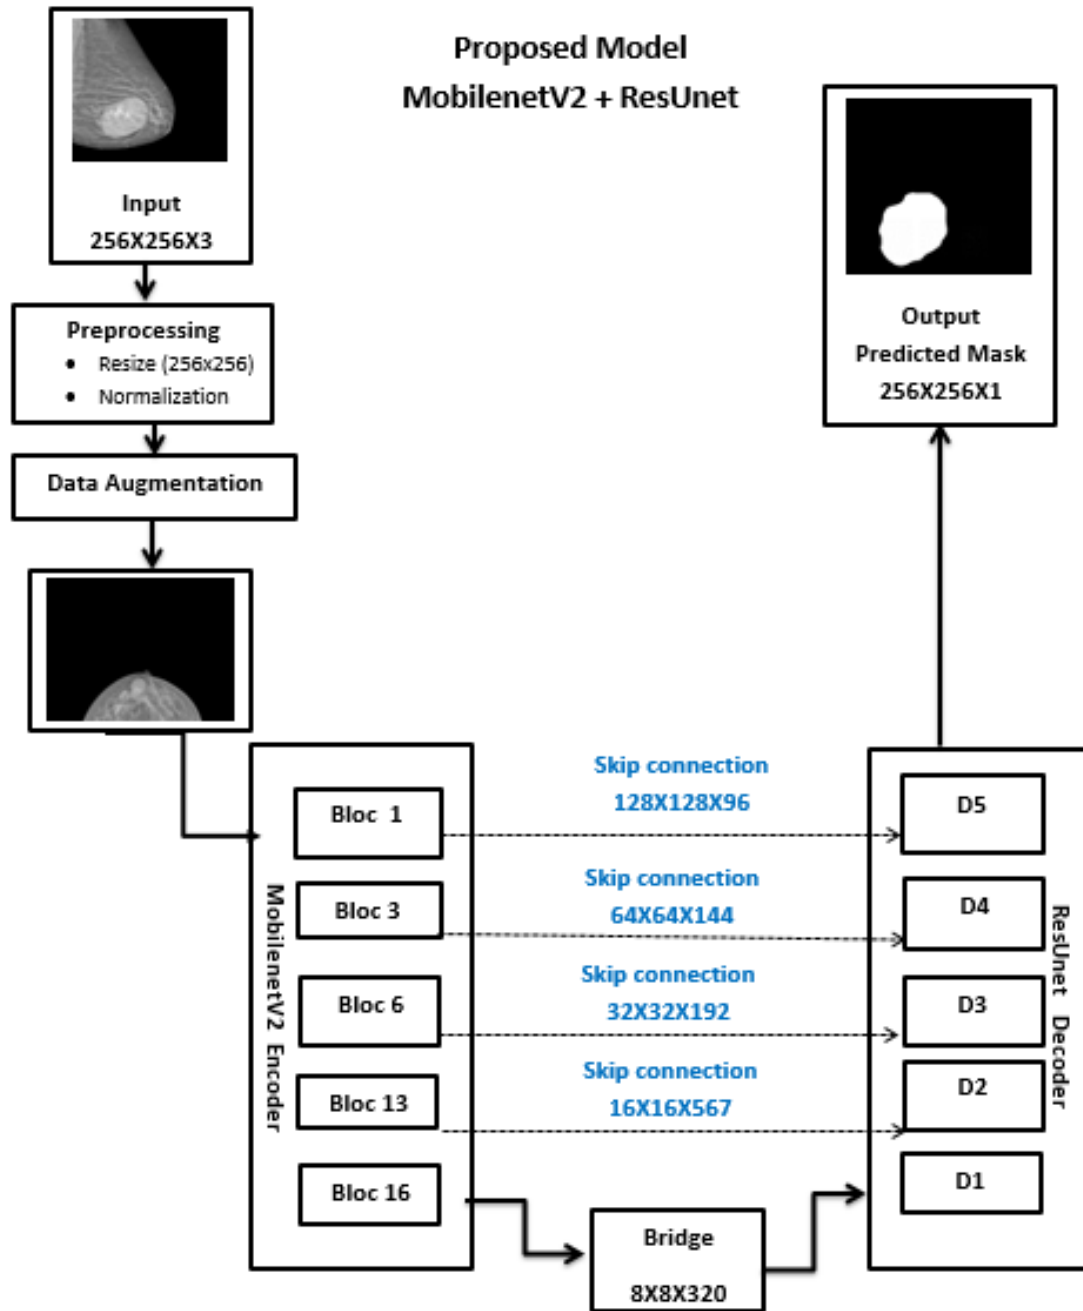 Proposed Model
MobilenetV2 + ResUnet
Input
256X256X3
Preprocessing
• Resize (256x256)
• Normalization
Data Augmentation
Output
Predicted Mask
256X256X1
MobilenetV2 Encoder
Bloc 1
Bloc 3
Bloc 6
Bloc 13
Bloc 16
Skip connection
128X128X96
Skip connection
64X64X144
Skip connection
32X32X192
Skip connection
16X16X567
Bridge
8X8X320
D5
D4
D3
D2
D1
ResUnet Decoder